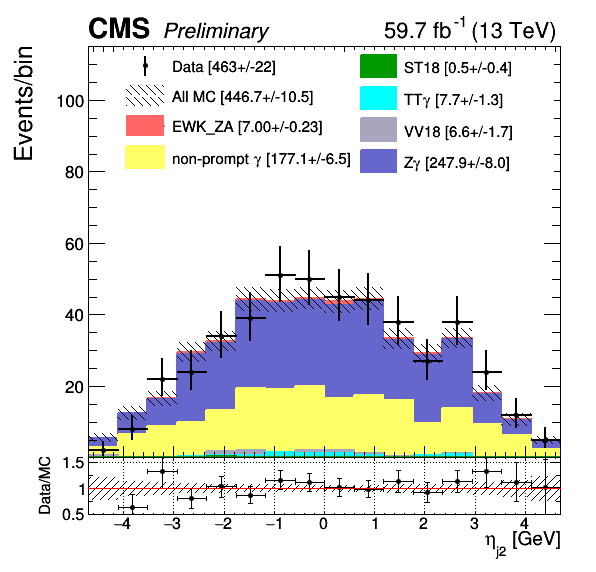 CMS Preliminary 59.7 fb⁻¹ (13 TeV)
Events/bin
100
80
60
40
20
Data [463+/-22]
All MC [446.7+/-10.5]
EWK_ZA [7.00+/-0.23]
non-prompt γ [177.1+/-6.5]
ST18 [0.5+/-0.4]
TTγ [7.7+/-1.3]
VV18 [6.6+/-1.7]
Zγ [247.9+/-8.0]
Data/MC
1.5
1
0.5
−4 −3 −2 −1 0 1 2 3 4
η_j2 [GeV]